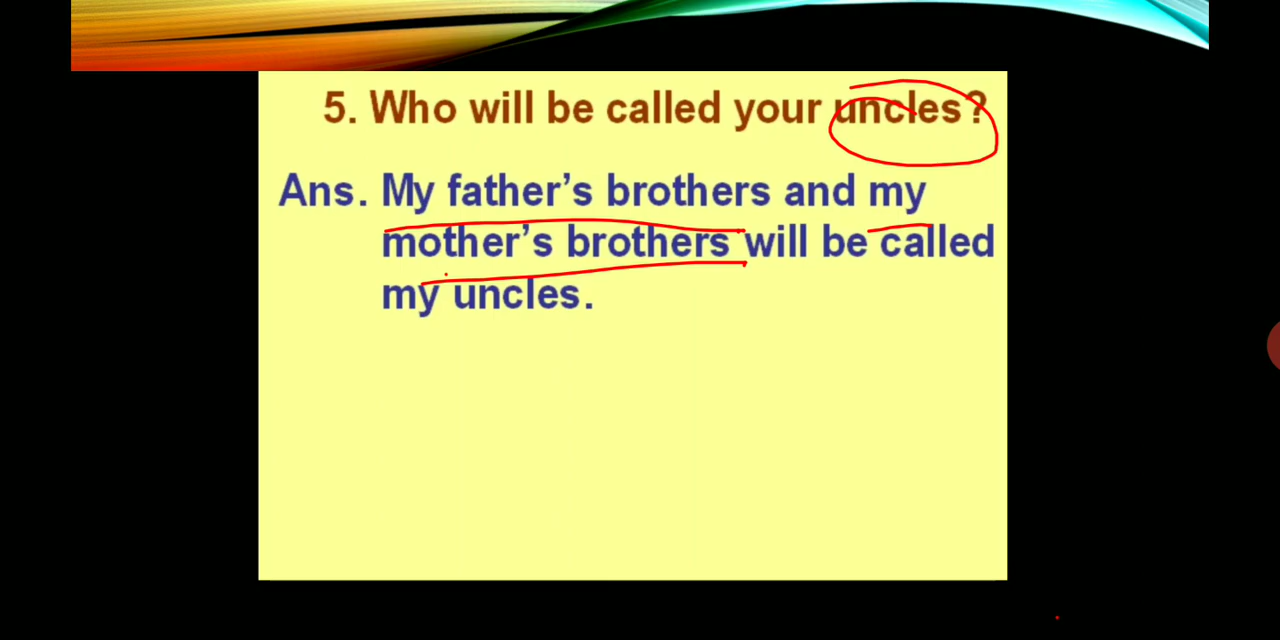 5. Who will be called your uncles?
Ans. My father's brothers and my
mother's brothers will be called
my uncles.